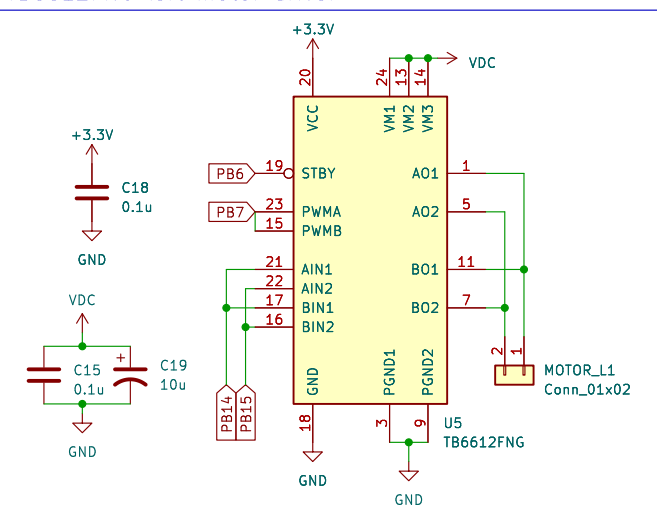 +3.3V
20
24
13
14
VDC
VCC
VM1
VM2
VM3
+3.3V
C18
0.1u
GND
PB6
19
STBY
AO1
1
PB7
23
PWMA
AO2
5
15
PWMB
21
AIN1
BO1
11
22
AIN2
17
BIN1
BO2
7
16
BIN2
VDC
C15
0.1u
C19
10u
GND
PB14
PB15
GND
PGND1
PGND2
18
3
9
GND
GND
U5
TB6612FNG
2
1
MOTOR_L1
Conn_01x02